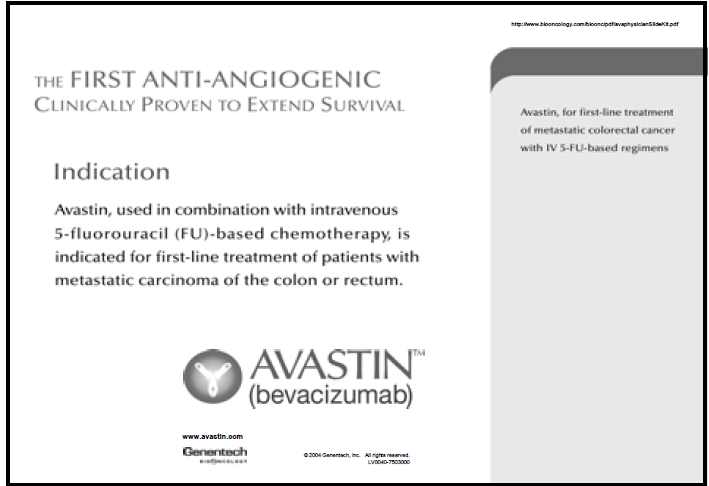 http://www.biooncology.com/bioonc/pdf/avaphysicianSlideKit.pdf
THE FIRST ANTI-ANGIOGENIC
CLINICALLY PROVEN TO EXTEND SURVIVAL
Avastin, for first-line treatment
of metastatic colorectal cancer
with IV 5-FU-based regimens
Indication
Avastin, used in combination with intravenous
5-fluorouracil (FU)-based chemotherapy, is
indicated for first-line treatment of patients with
metastatic carcinoma of the colon or rectum.
AVASTIN™
(bevacizumab)
www.avastin.com
Genentech
BIOONCOLOGY
©2004 Genentech, Inc. All rights reserved.
LV0040-7503000